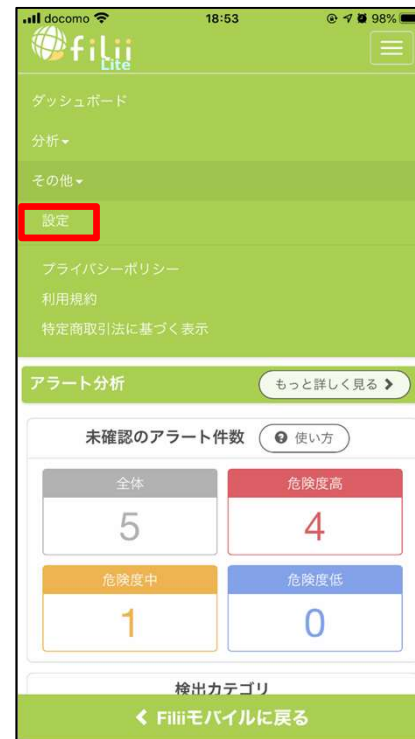 docomo 18:53 98%
filii
Lite
ダッシュボード
分析
その他
設定
プライバシーポリシー
利用規約
特定商取引法に基づく表示
アラート分析 もっと詳しく見る
未確認のアラート件数 使い方
全体 危険度高
5 4
危険度中 危険度低
1 0
検出カテゴリ
Filiiモバイルに戻る